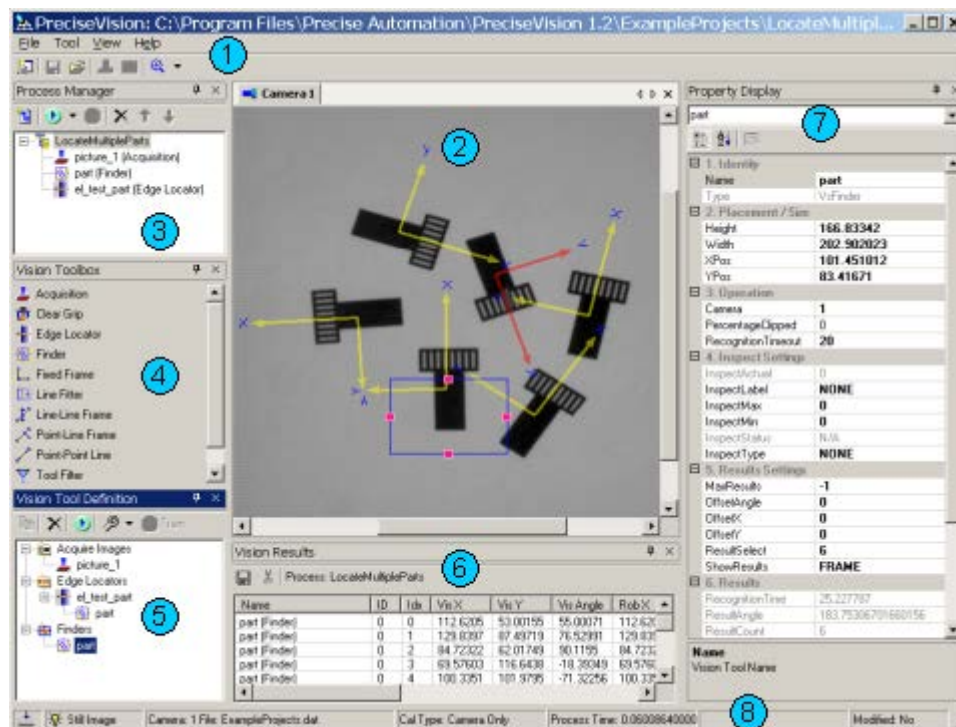 PreciseVision: C:\Program Files\Precise Automation\PreciseVision 1.2\ExampleProjects\LocateMultipl...
File Tool View Help
1
Process Manager
LocateMultipleParts
picture_1 (Acquisition)
part (Finder)
el_test_part (Edge Locator)
3
Vision Toolbox
Acquisition
Clear Grip
Edge Locator
Finder
Fixed Frame
Line Fitter
Line-Line Frame
Point-Line Frame
Point-Point Line
Tool Filter
4
Vision Tool Definition
Acquire Images
picture_1
Edge Locators
el_test_part
part
Finders
part
5
Camera 1
2
y
x
x
x
Vision Results
6
Process: LocateMultipleParts
Name ID Idx Vis X Vis Y Vis Angle Rob X
part (Finder) 0 0 112.6205 53.00155 55.00071 112.620
part (Finder) 0 1 129.8397 87.49719 76.52991 129.839
part (Finder) 0 2 84.72322 62.01749 90.1195 84.7232
part (Finder) 0 3 69.57603 116.6438 -18.39349 69.5760
part (Finder) 0 4 100.3351 101.9795 -71.32256 100.335
Property Display
7
part
1. Identity
Name part
Type VsFinder
2. Placement / Size
Height 166.83342
Width 202.902023
XPos 101.451012
YPos 83.41671
3. Operation
Camera 1
PercentageClipped 0
RecognitionTimeout 20
4. Inspect Settings
InspectActual 0
InspectLabel NONE
InspectMax 0
InspectMin 0
InspectStatus N/A
InspectType NONE
5. Results Settings
MaxResults -1
OffsetAngle 0
OffsetX 0
OffsetY 0
ResultSelect 6
ShowResults FRAME
6. Results
RecognitionTime 25.227787
ResultAngle 183.75306701660156
ResultCount 6
Name
Vision Tool Name
Still Image
Camera: 1 File: ExampleProjects.dat
Cal Type: Camera Only
Process Time: 0.06008640000
8
Modified: No